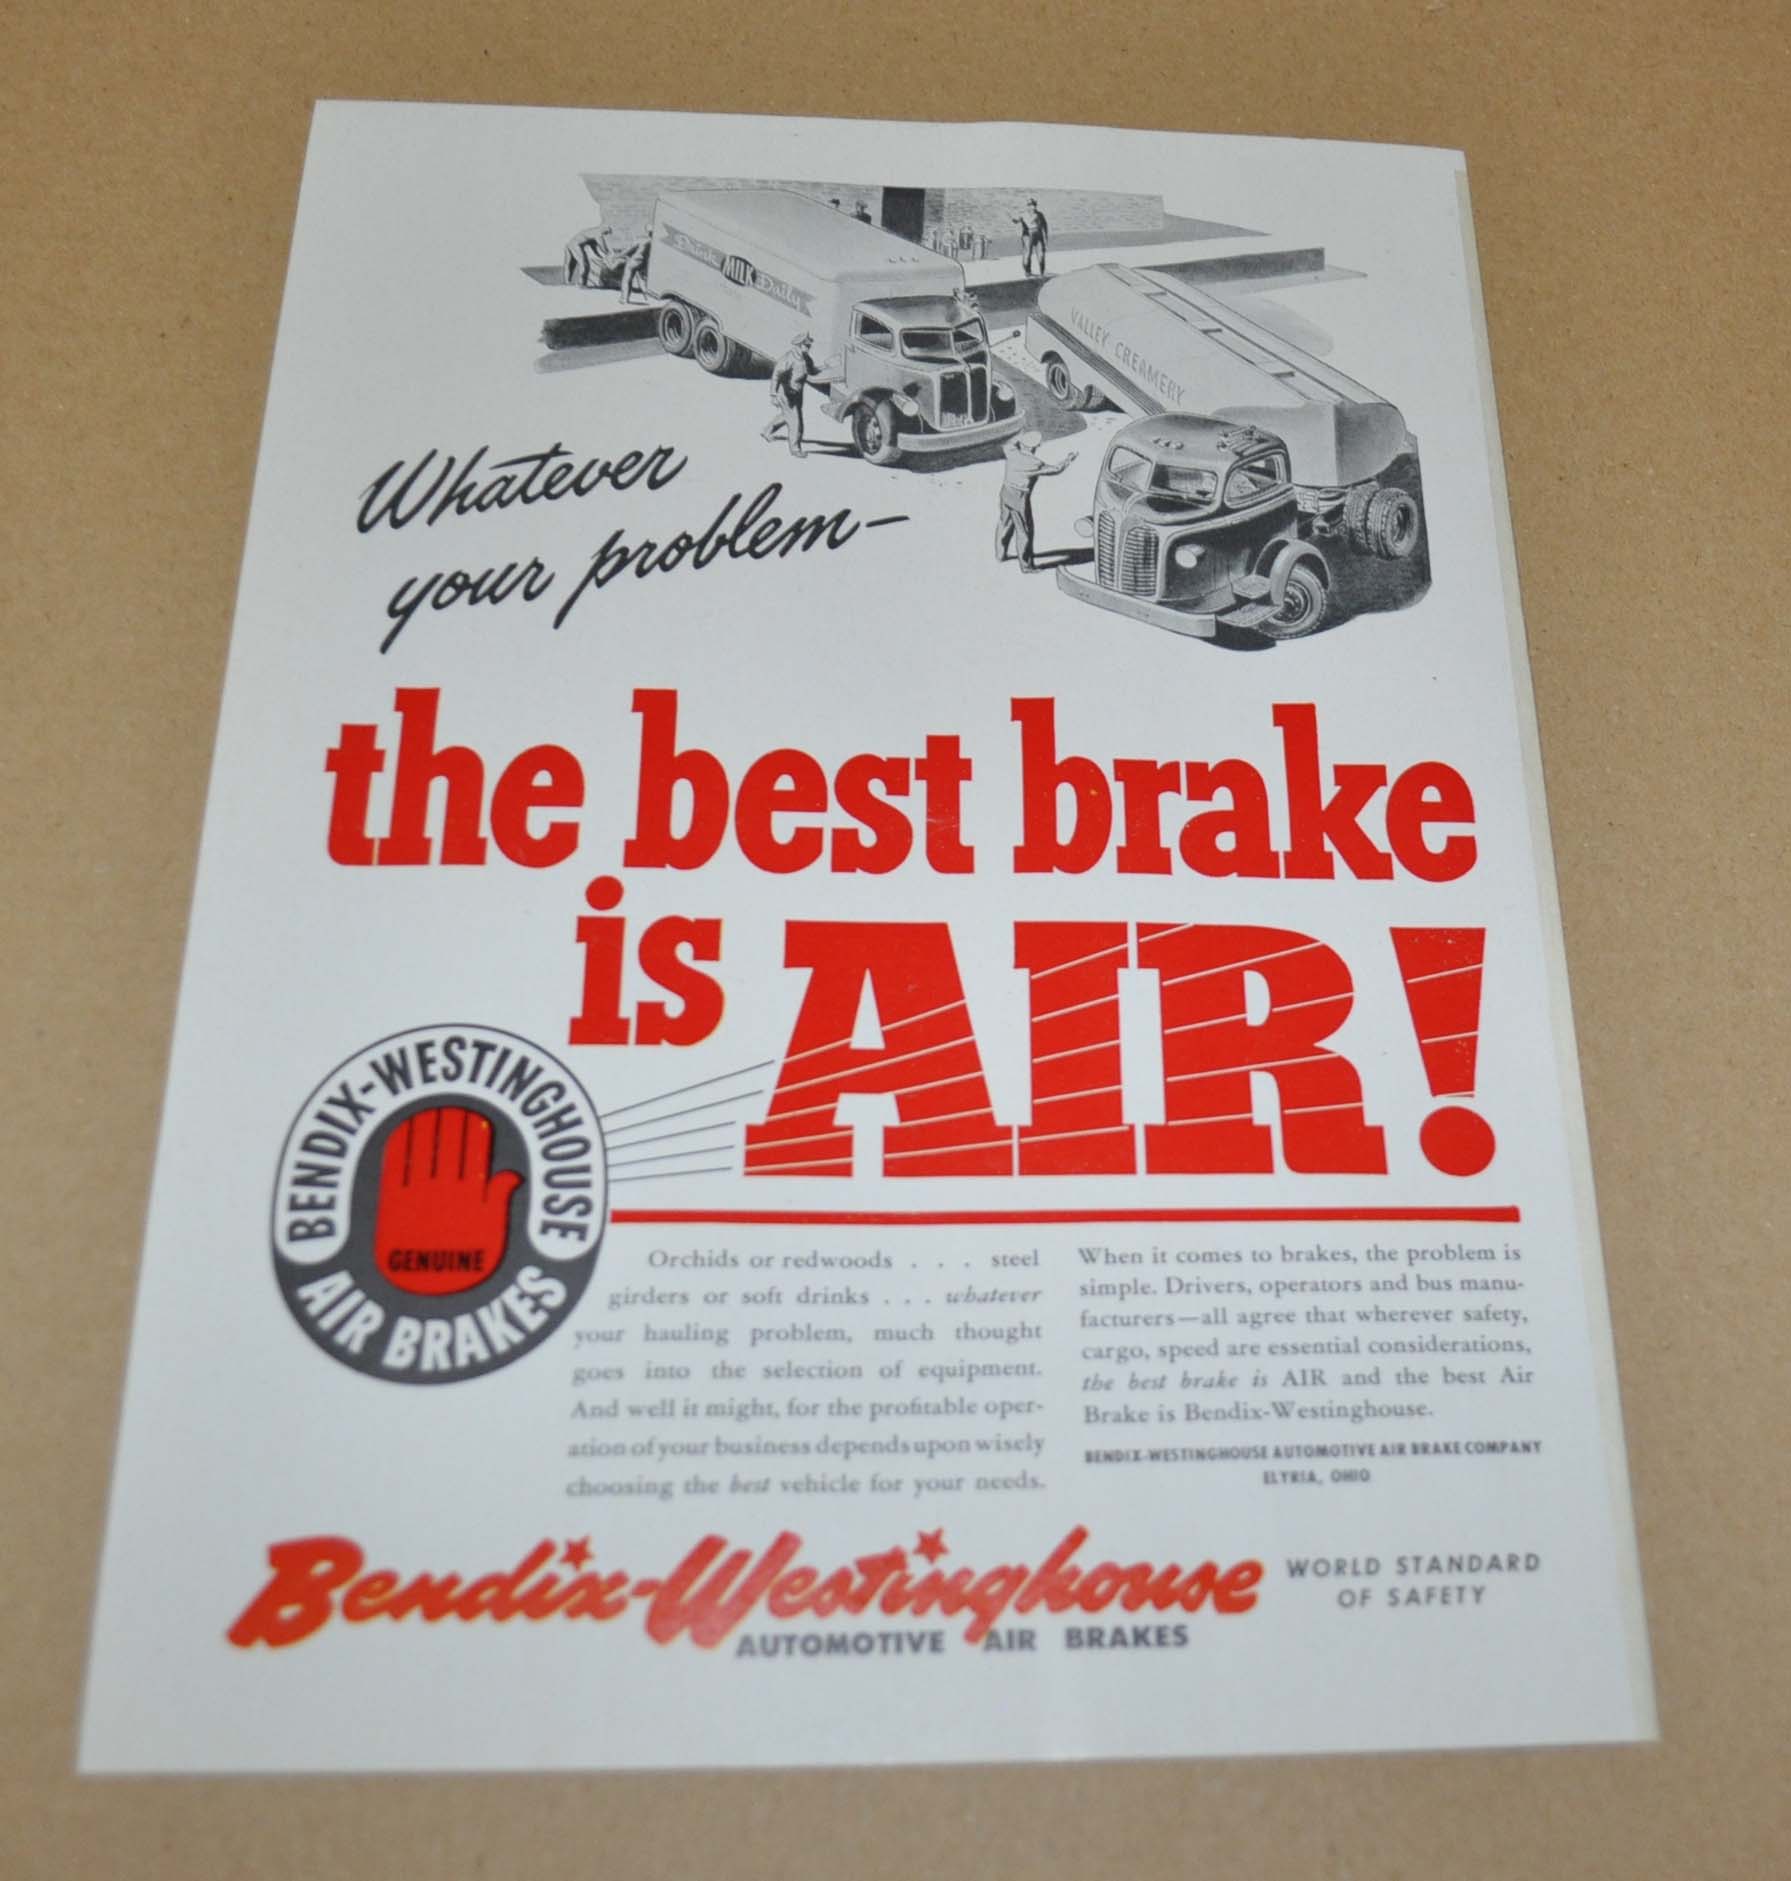 Drink MILK Daily
VALLEY CREAMERY
Whatever
your problem—
the best brake
is AIR!
BENDIX-WESTINGHOUSE
GENUINE
AIR BRAKES
Orchids or redwoods . . . steel
girders or soft drinks . . . whatever
your hauling problem, much thought
goes into the selection of equipment.
And well it might, for the profitable oper-
ation of your business depends upon wisely
choosing the best vehicle for your needs.
When it comes to brakes, the problem is
simple. Drivers, operators and bus manu-
facturers—all agree that wherever safety,
cargo, speed are essential considerations,
the best brake is AIR and the best Air
Brake is Bendix-Westinghouse.
BENDIX-WESTINGHOUSE AUTOMOTIVE AIR BRAKE COMPANY
ELYRIA, OHIO
Bendix-Westinghouse
AUTOMOTIVE AIR BRAKES
WORLD STANDARD
OF SAFETY